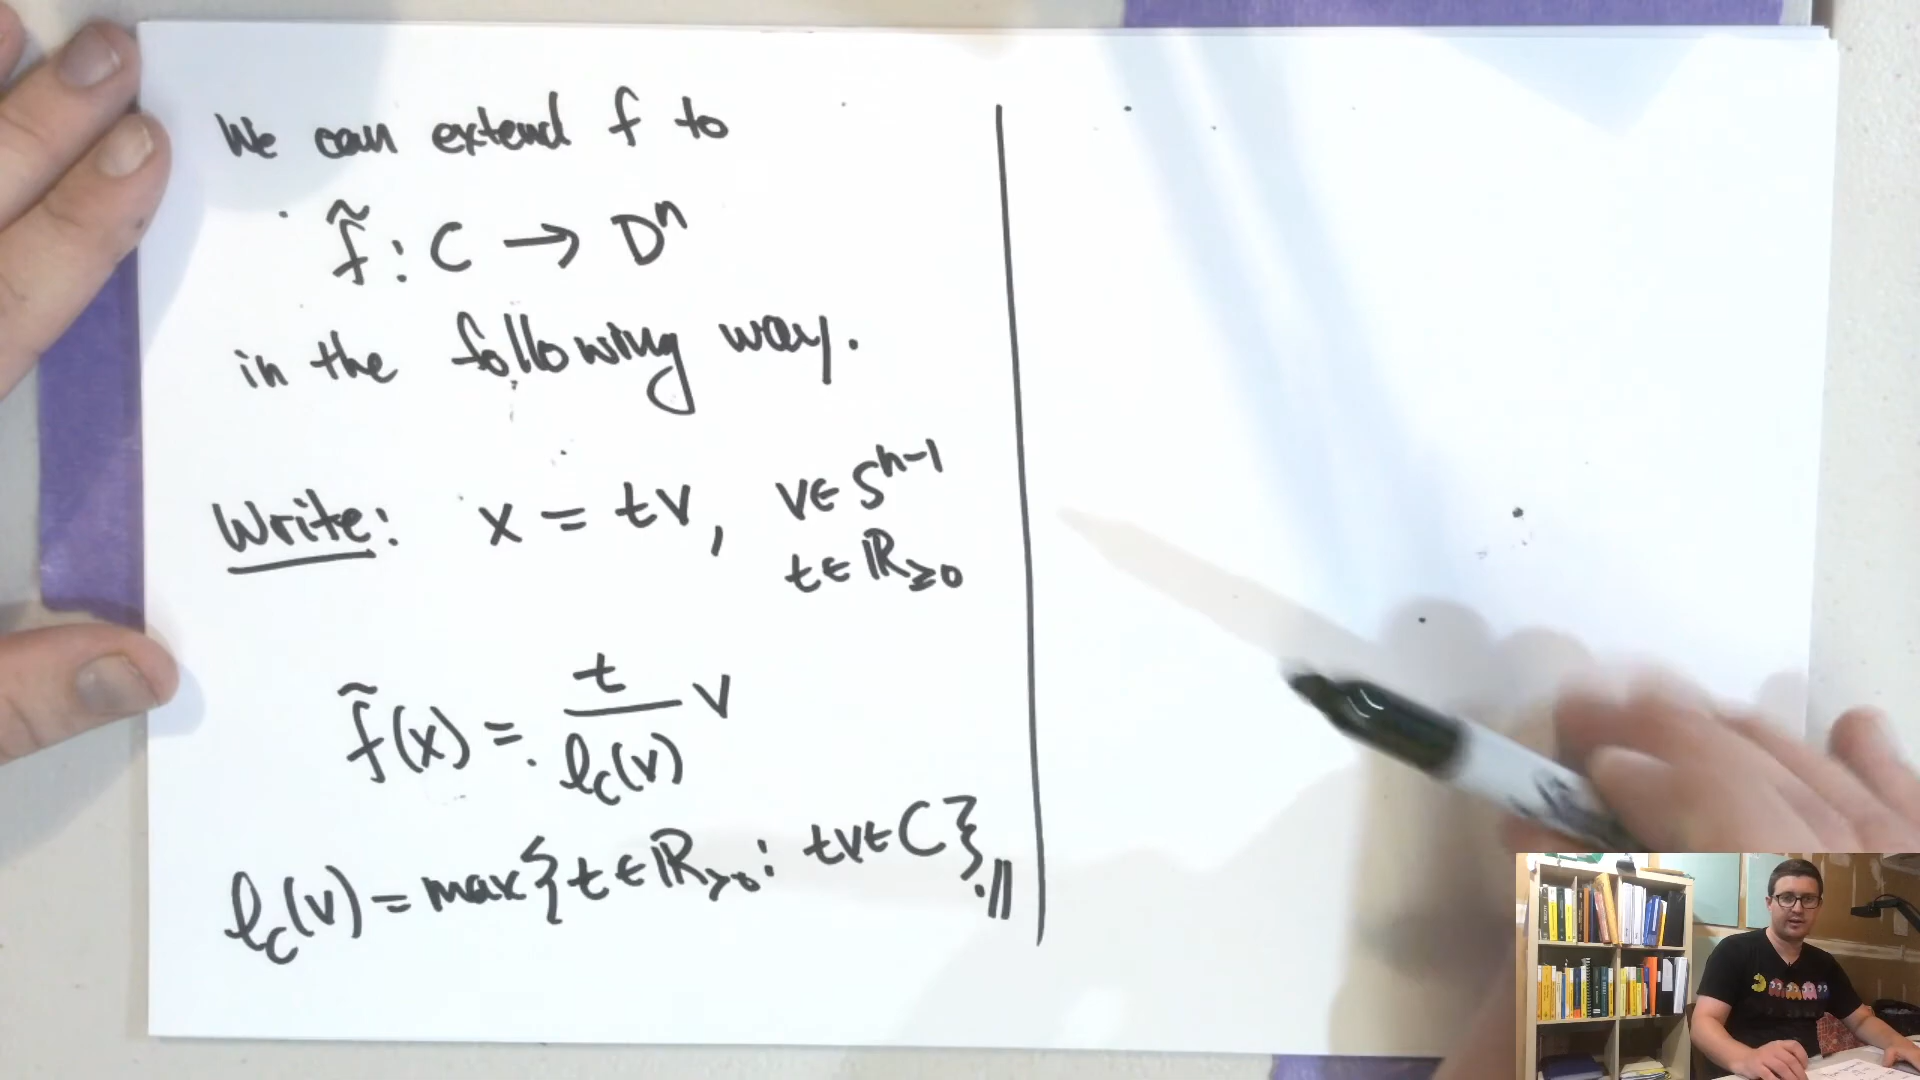 We can extend f to
f̃ : C → Dⁿ
in the following way.
Write: x = tv, v ∈ Sⁿ⁻¹
t ∈ ℝ≥0
f̃(x) = t/ℓ_C(v) v
ℓ_C(v) = max{t ∈ ℝ≥0 : tv ∈ C}.//